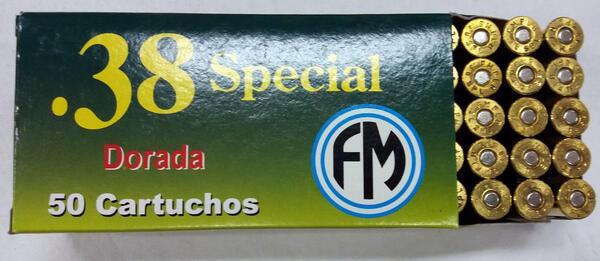 .38 Special
Dorada
FM
50 Cartuchos